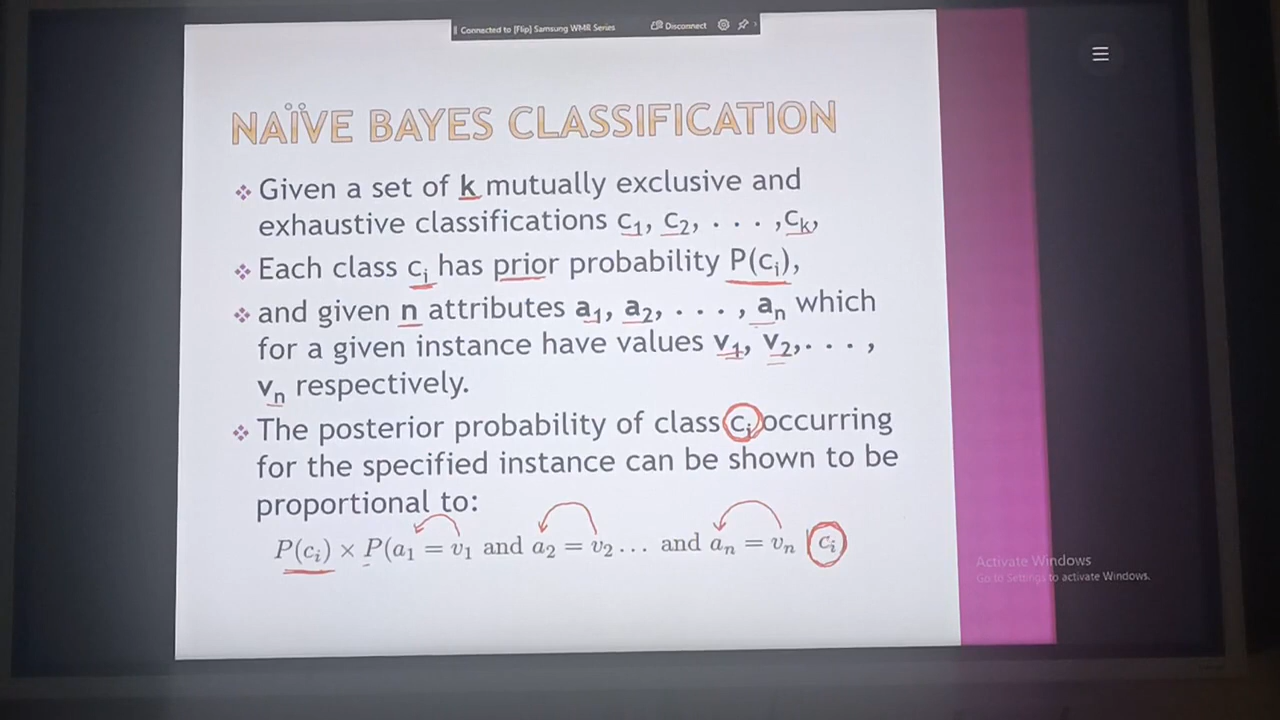 Connected to [Flip] Samsung WMR Series Disconnect
NAÏVE BAYES CLASSIFICATION
❖ Given a set of k mutually exclusive and
exhaustive classifications c₁, c₂, . . . ,cₖ,
❖ Each class cᵢ has prior probability P(cᵢ),
❖ and given n attributes a₁, a₂, . . . , aₙ which
for a given instance have values v₁, v₂,. . . ,
vₙ respectively.
❖ The posterior probability of class cᵢ occurring
for the specified instance can be shown to be
proportional to:
P(cᵢ) × P(a₁ = v₁ and a₂ = v₂ . . . and aₙ = vₙ | cᵢ
Activate Windows
Go to Settings to activate Windows.